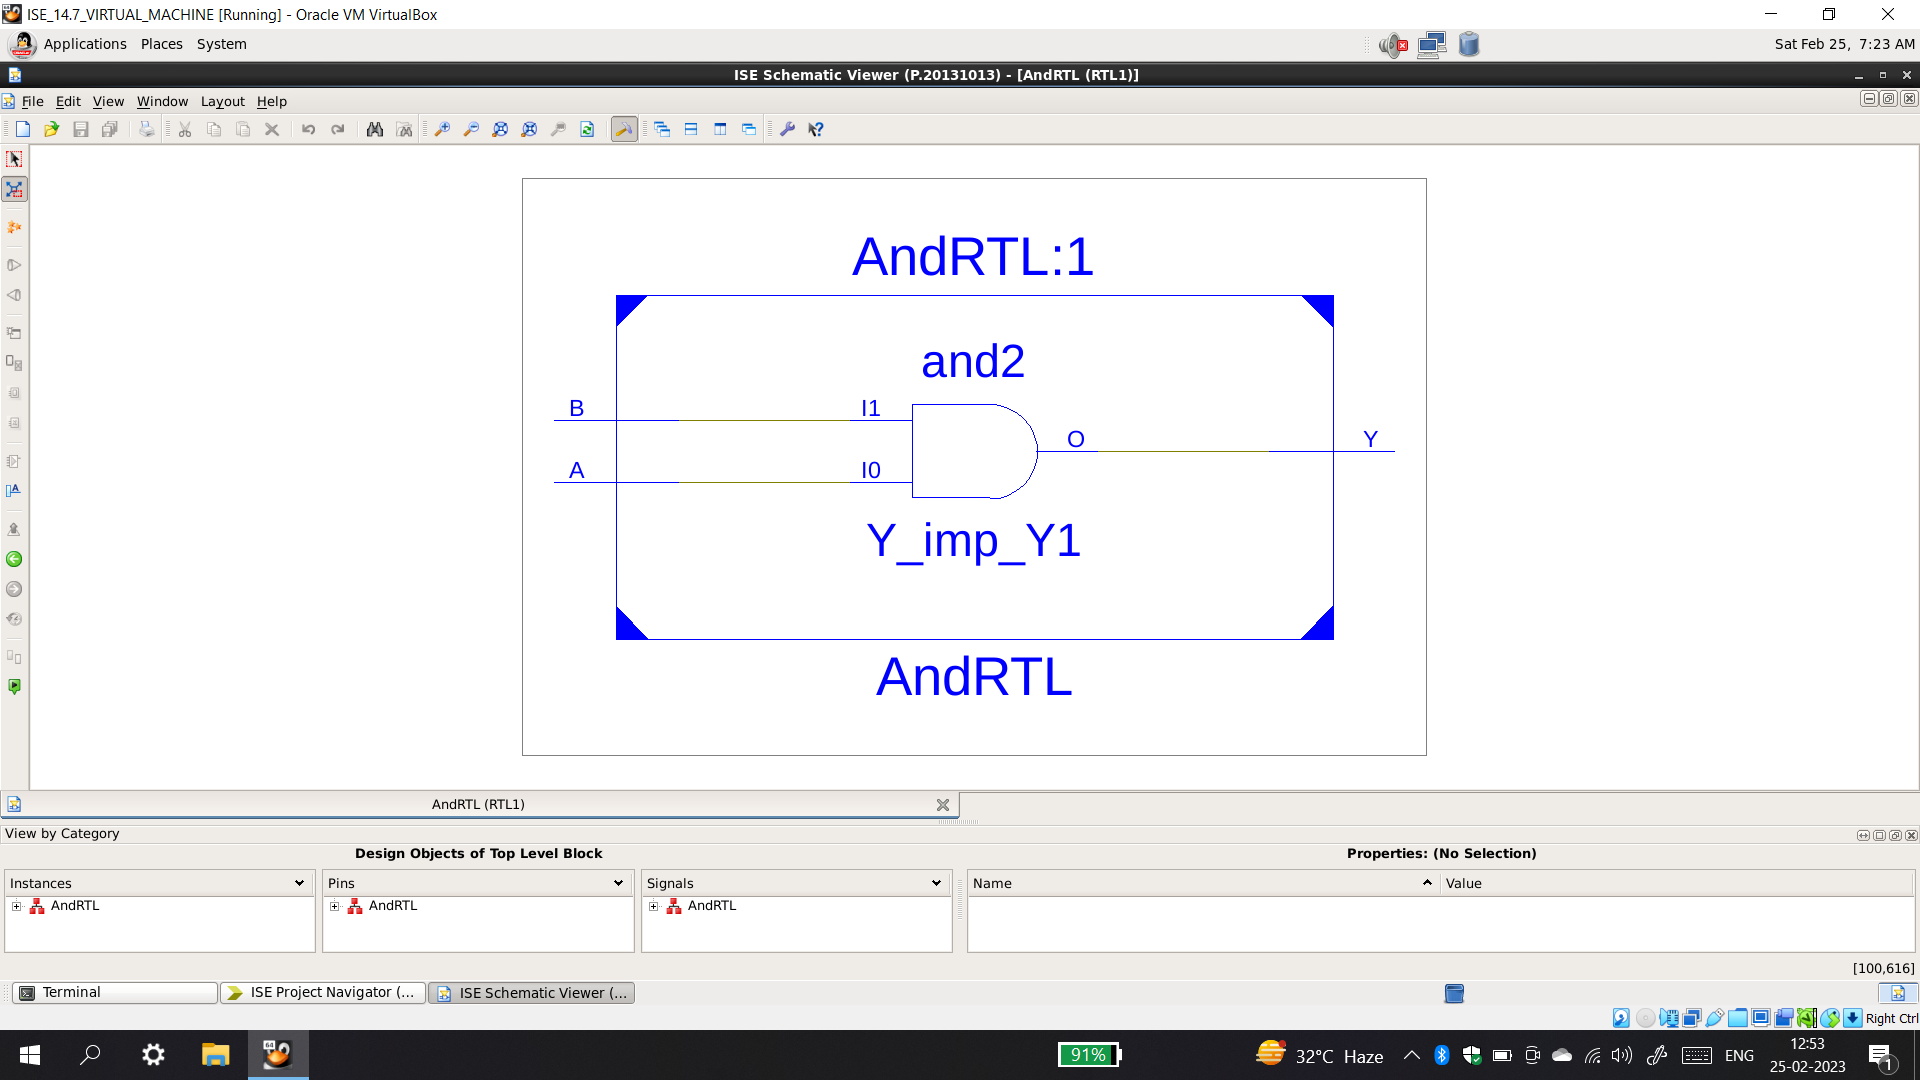 ISE_14.7_VIRTUAL_MACHINE [Running] - Oracle VM VirtualBox
Applications Places System
Sat Feb 25, 7:23 AM
ISE Schematic Viewer (P.20131013) - [AndRTL (RTL1)]
File Edit View Window Layout Help
AndRTL:1
and2
B I1
O Y
A I0
Y_imp_Y1
AndRTL
AndRTL (RTL1)
View by Category
Design Objects of Top Level Block
Properties: (No Selection)
Instances Pins Signals Name Value
AndRTL AndRTL AndRTL
[100,616]
Terminal ISE Project Navigator (... ISE Schematic Viewer (...
Right Ctrl
91% 32°C Haze ENG
12:53
25-02-2023
1